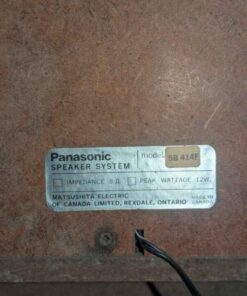 Panasonic model SB 414F
SPEAKER SYSTEM
IMPEDANCE 8 Ω PEAK WATTAGE 12W.
MATSUSHITA ELECTRIC
OF CANADA LIMITED, REXDALE, ONTARIO
MADE IN
CANADA